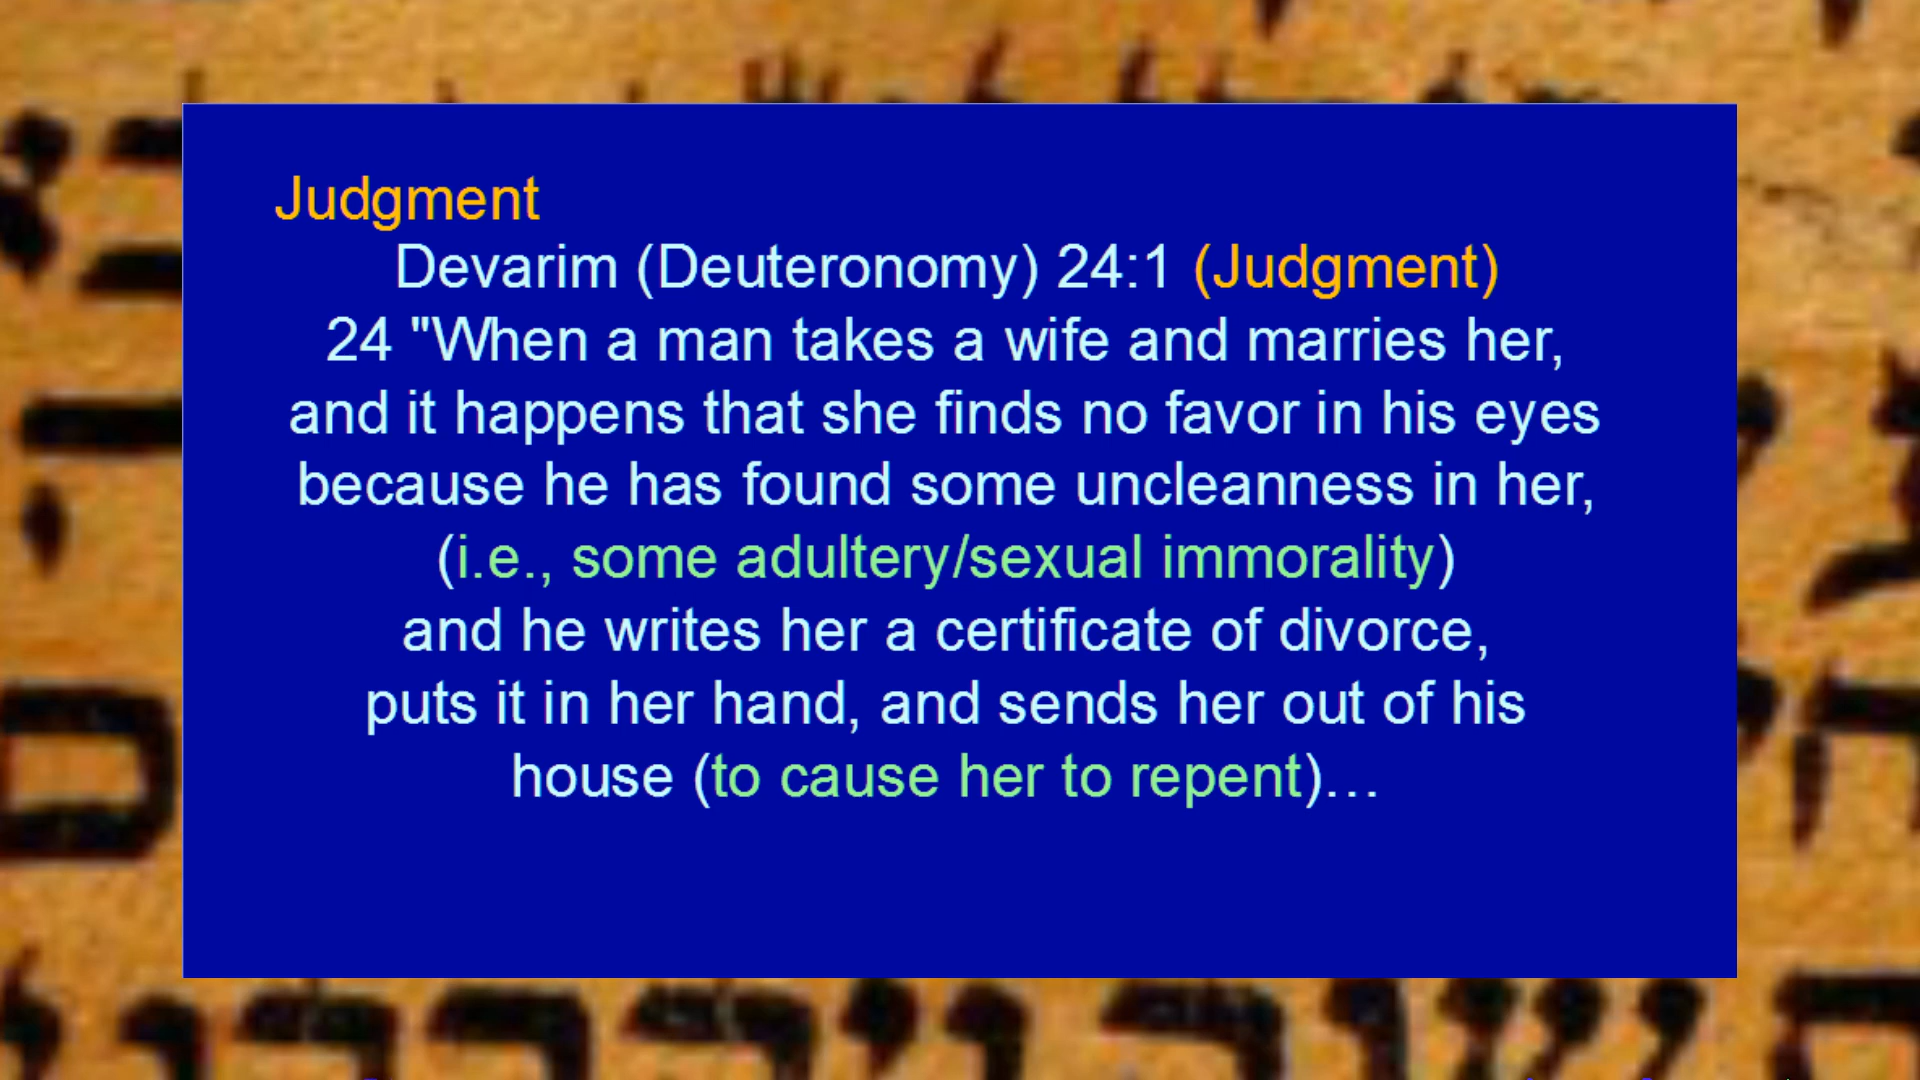 Judgment
Devarim (Deuteronomy) 24:1 (Judgment)
24 "When a man takes a wife and marries her,
and it happens that she finds no favor in his eyes
because he has found some uncleanness in her,
(i.e., some adultery/sexual immorality)
and he writes her a certificate of divorce,
puts it in her hand, and sends her out of his
house (to cause her to repent)…